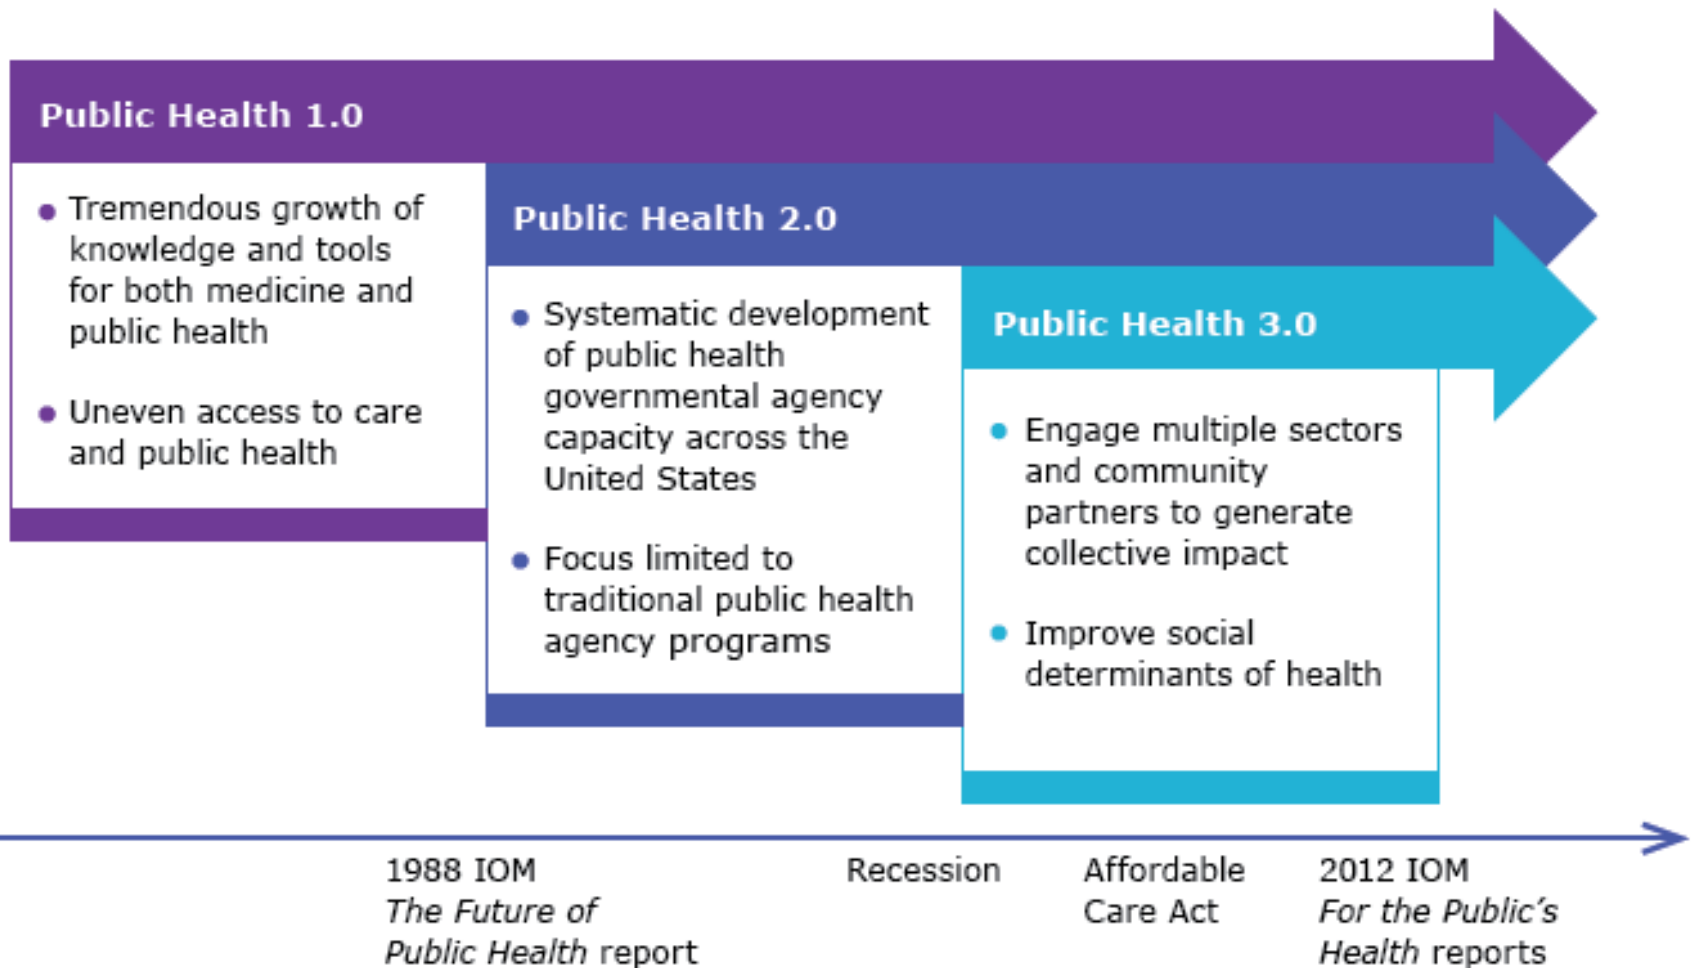 Public Health 1.0
• Tremendous growth of
knowledge and tools
for both medicine and
public health
• Uneven access to care
and public health
Public Health 2.0
• Systematic development
of public health
governmental agency
capacity across the
United States
• Focus limited to
traditional public health
agency programs
Public Health 3.0
• Engage multiple sectors
and community
partners to generate
collective impact
• Improve social
determinants of health
1988 IOM
The Future of
Public Health report
Recession
Affordable
Care Act
2012 IOM
For the Public’s
Health reports